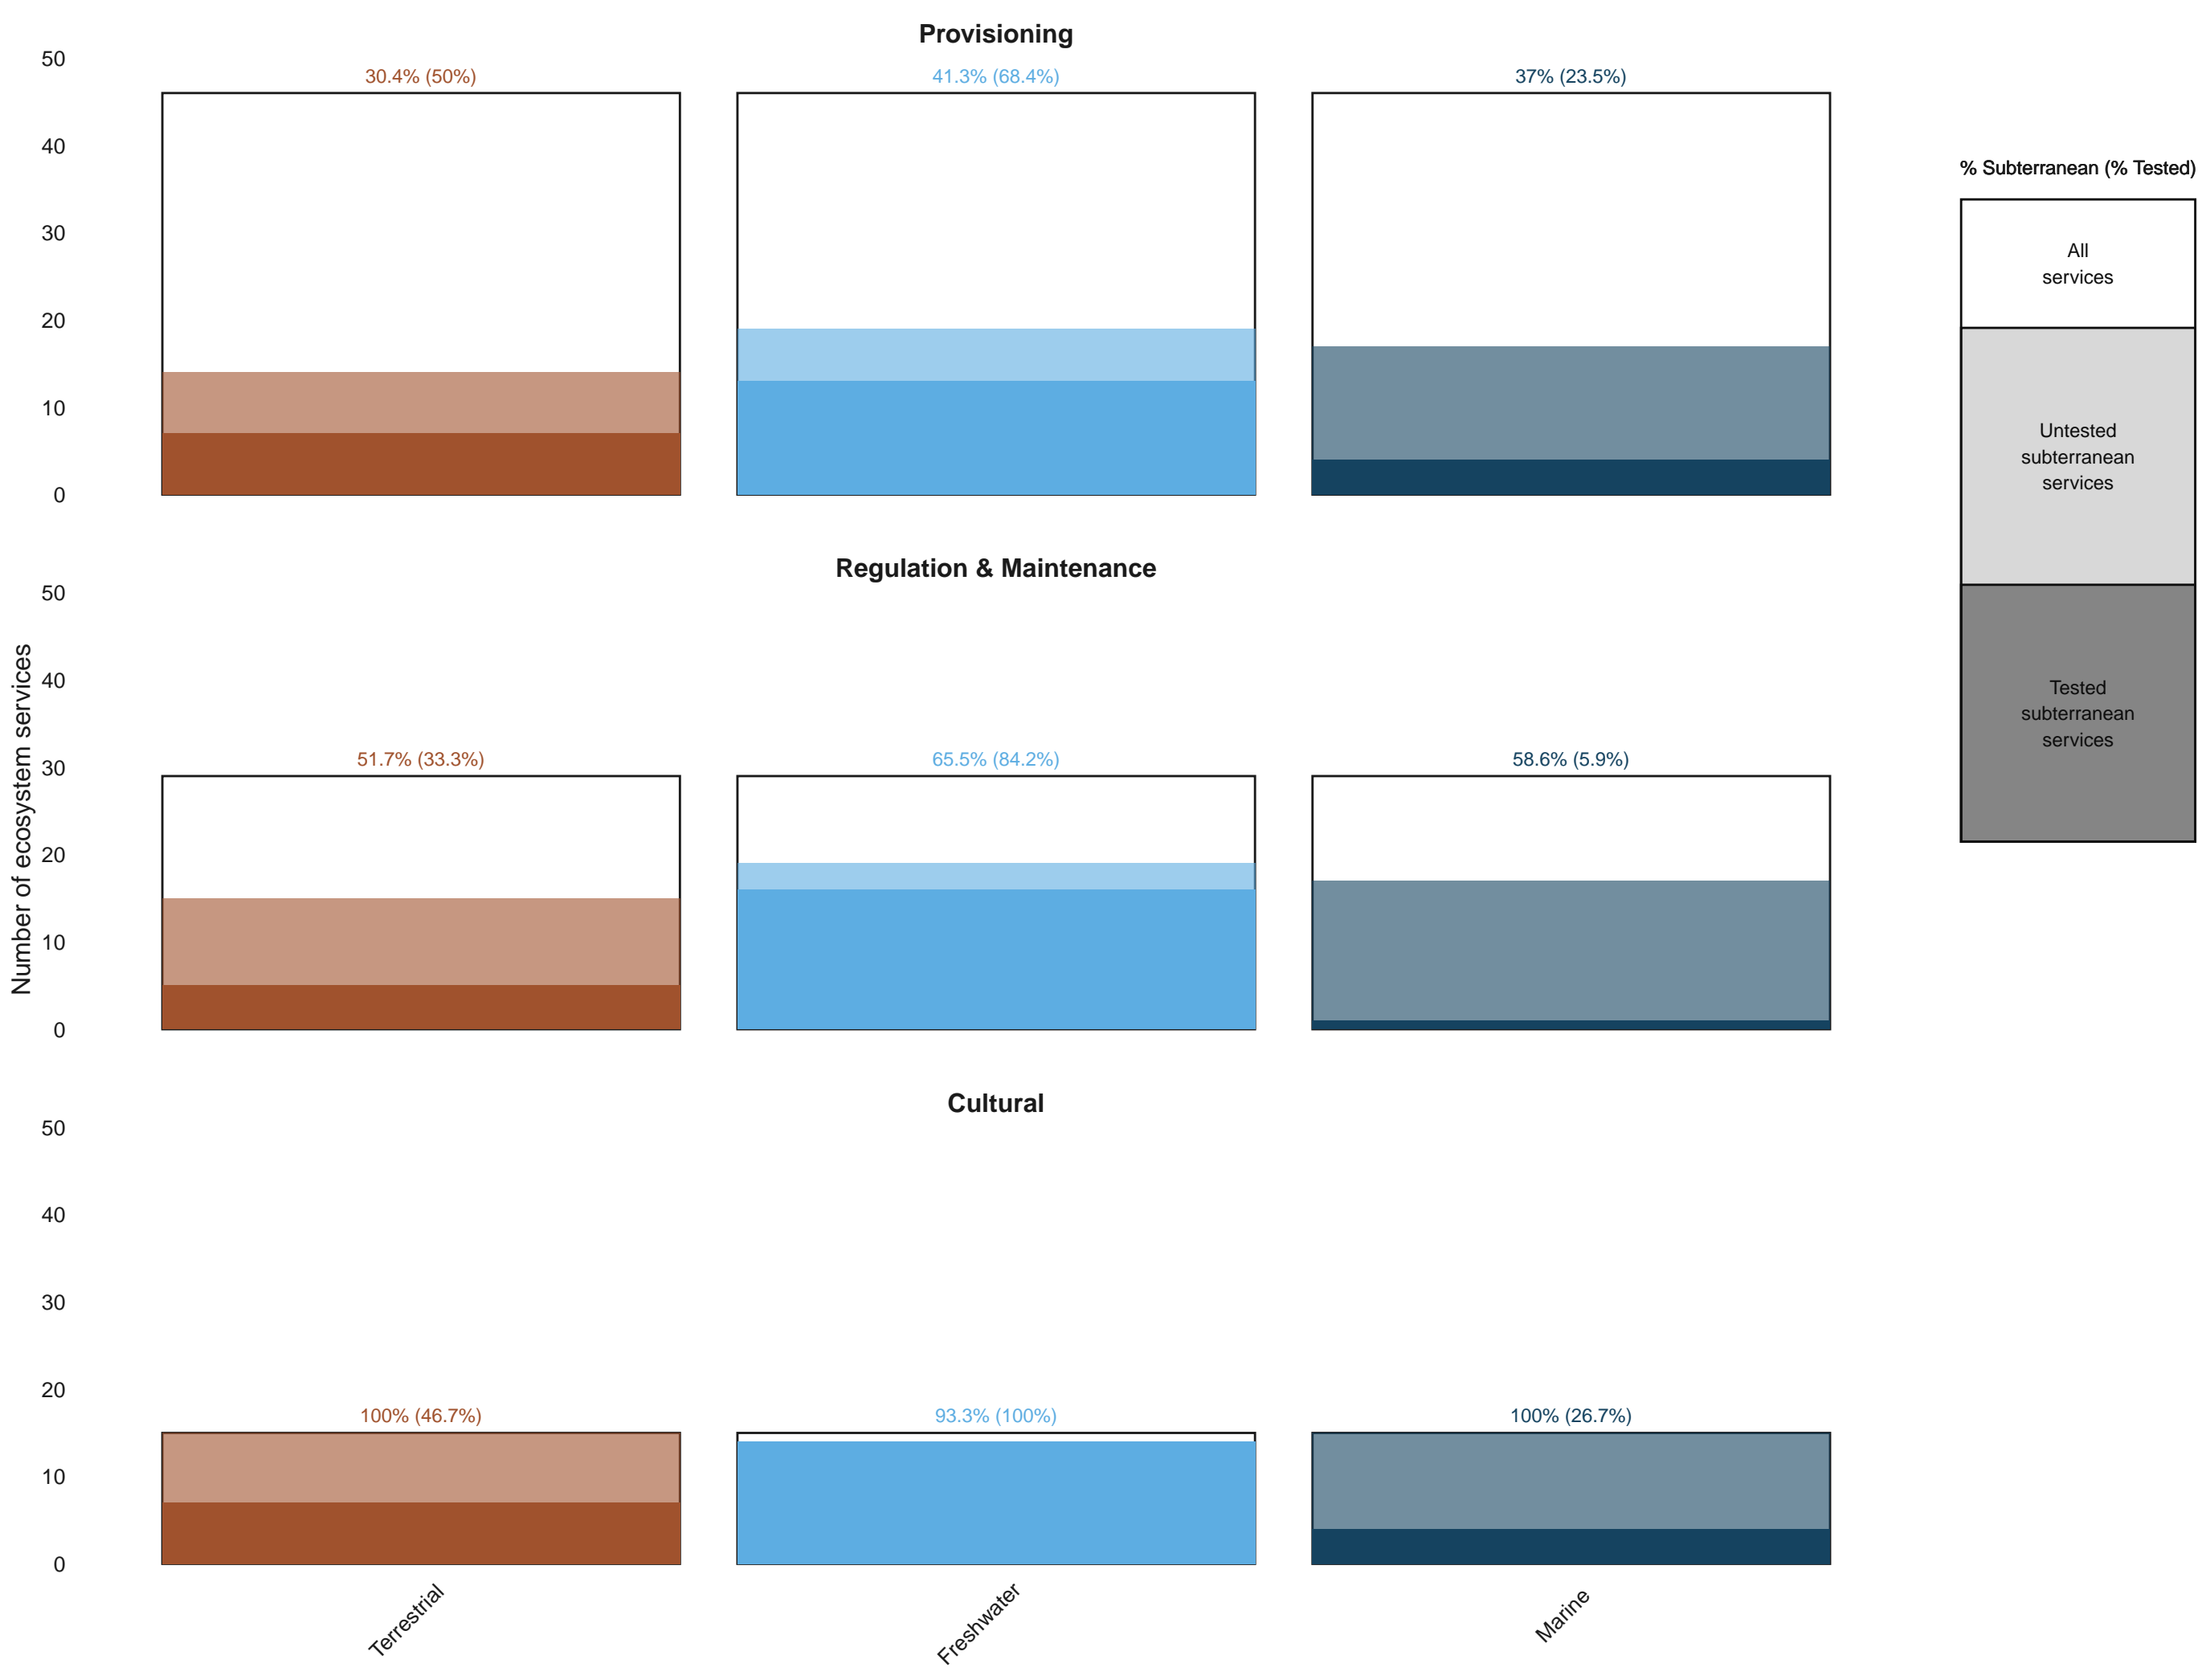 Provisioning
50
40
30
20
10
0
30.4% (50%)
41.3% (68.4%)
37% (23.5%)
% Subterranean (% Tested)
All
services
Untested
subterranean
services
Tested
subterranean
services
Number of ecosystem services
Regulation & Maintenance
50
40
30
20
10
0
51.7% (33.3%)
65.5% (84.2%)
58.6% (5.9%)
Cultural
50
40
30
20
10
0
100% (46.7%)
93.3% (100%)
100% (26.7%)
Terrestrial
Freshwater
Marine